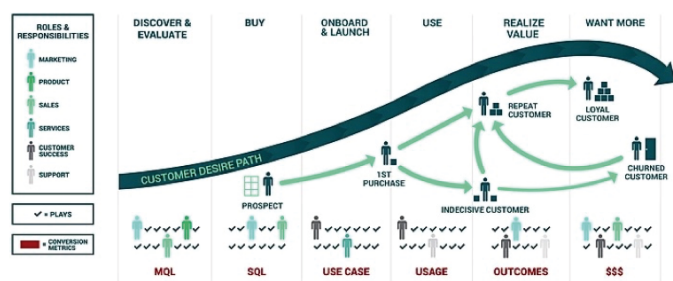 ROLES &
RESPONSIBILITIES
MARKETING
PRODUCT
SALES
SERVICES
CUSTOMER
SUCCESS
SUPPORT
✓ = PLAYS
= CONVERSION
METRICS
DISCOVER &
EVALUATE
BUY
ONBOARD
& LAUNCH
USE
REALIZE
VALUE
WANT MORE
CUSTOMER DESIRE PATH
PROSPECT
1ST
PURCHASE
REPEAT
CUSTOMER
INDECISIVE CUSTOMER
LOYAL
CUSTOMER
CHURNED
CUSTOMER
MQL
SQL
USE CASE
USAGE
OUTCOMES
$$$